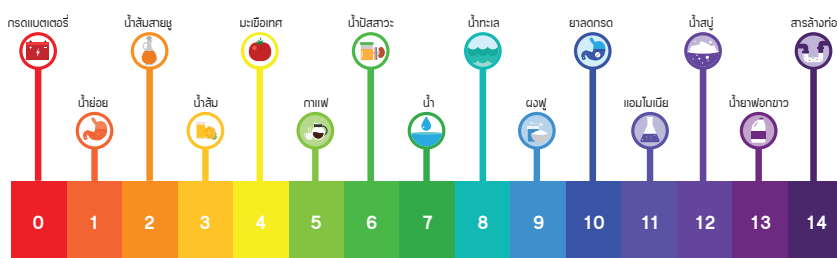 กรดแบตเตอรี่ น้ำส้มสายชู มะเขือเทศ น้ำปัสสาวะ น้ำทะเล ยาลดกรด น้ำสบู่ สารล้างท่อ
น้ำย่อย น้ำส้ม กาแฟ น้ำ ผงฟู แอมโมเนีย น้ำยาฟอกขาว
0 1 2 3 4 5 6 7 8 9 10 11 12 13 14